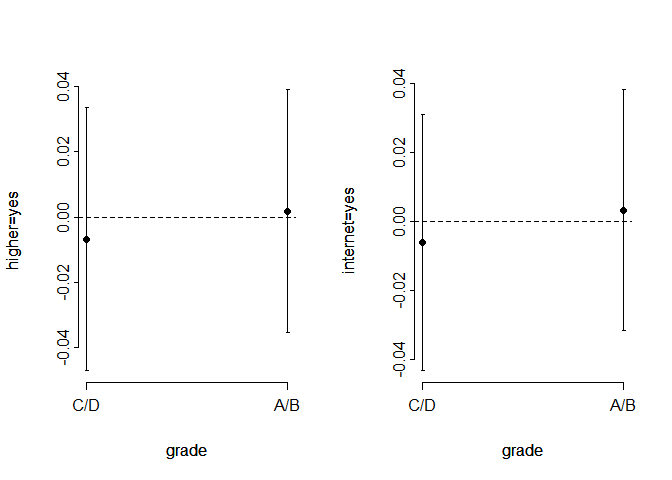 higher=yes
0.04
0.02
0.00
-0.02
-0.04
C/D
A/B
grade
internet=yes
0.04
0.02
0.00
-0.02
-0.04
C/D
A/B
grade